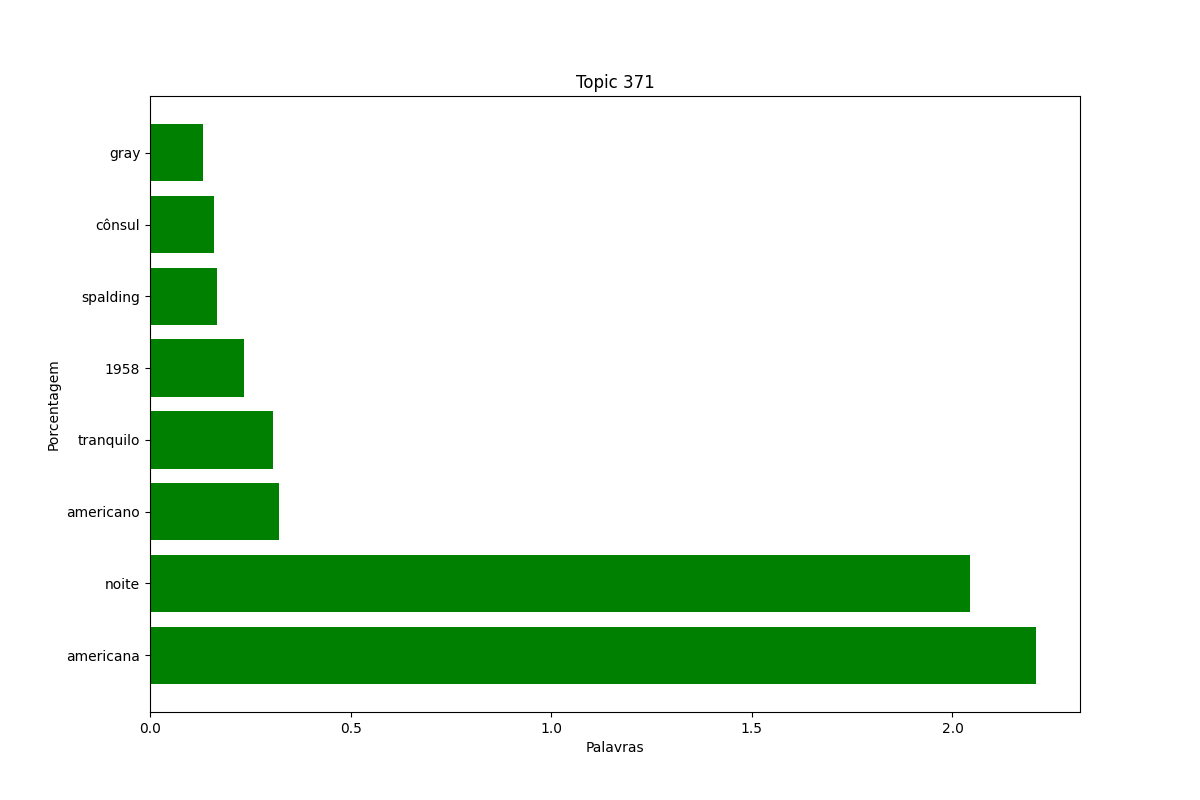 Topic 371
gray
cônsul
spalding
1958
tranquilo
americano
noite
americana
Porcentagem
0.0 0.5 1.0 1.5 2.0
Palavras